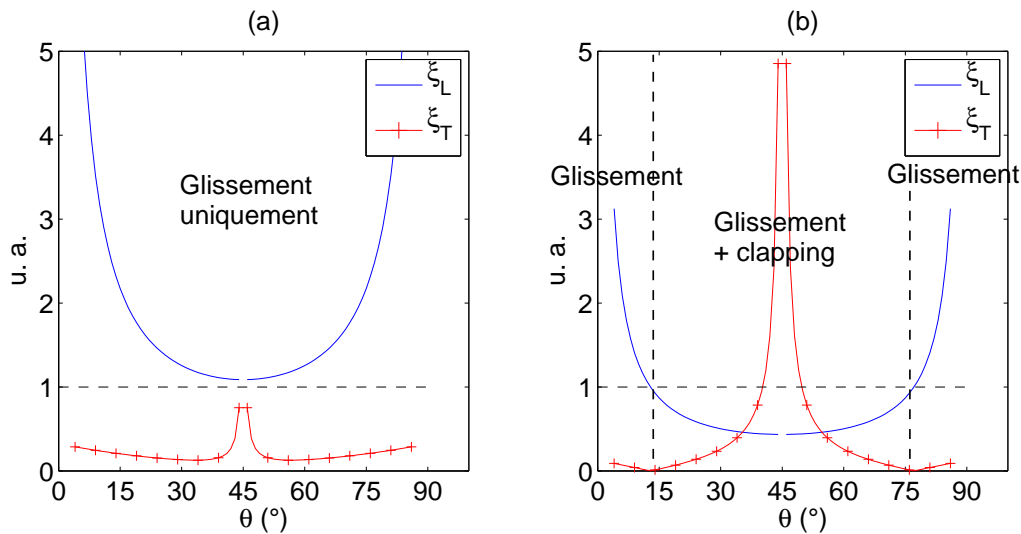 (a)
5
4
3
2
1
0
u. a.
ξL
ξT
Glissement
uniquement
0 15 30 45 60 75 90
θ (°)
(b)
5
4
3
2
1
0
u. a.
ξL
ξT
Glissement
Glissement
Glissement
+ clapping
0 15 30 45 60 75 90
θ (°)